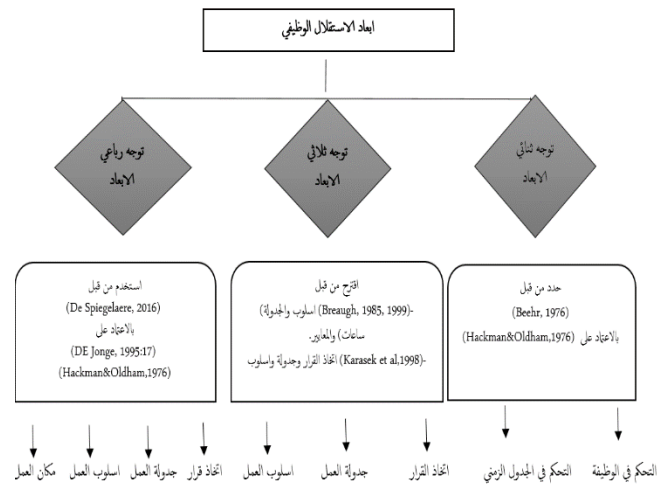 ابعاد الاستقلال الوظيفي
توجه ثنائي
الابعاد
توجه ثلاثي
الابعاد
توجه رباعي
الابعاد
حدد من قبل
(Beehr, 1976)
بالاعتماد على (Hackman&Oldham,1976)
اقترح من قبل
-(Breaugh, 1985, 1999) اسلوب والجدولة)
ساعات) والمعايير.
-(Karasek et al,1998) اتخاذ القرار وجدولة واسلوب
استخدم من قبل
(De Spiegelaere, 2016)
بالاعتماد على
(DE Jonge, 1995:17)
(Hackman&Oldham,1976)
التحكم في الوظيفة
التحكم في الجدول الزمني
اتخاذ القرار
جدولة العمل
اسلوب العمل
اتخاذ قرار
جدولة العمل
اسلوب العمل
مكان العمل